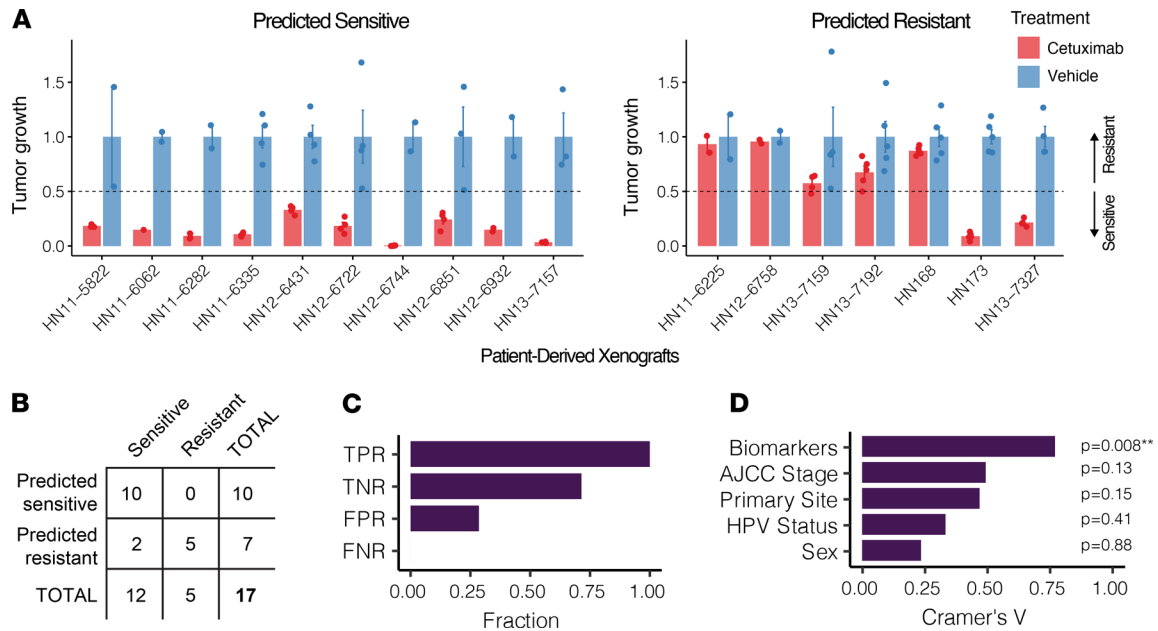 A
Predicted Sensitive
Predicted Resistant
Treatment
Cetuximab
Vehicle
Tumor growth
1.5
1.0
0.5
0.0
HN11-5822
HN11-6062
HN11-6282
HN11-6335
HN12-6431
HN12-6722
HN12-6744
HN12-6851
HN12-6932
HN13-7157
Tumor growth
1.5
1.0
0.5
0.0
HN11-6225
HN12-6758
HN13-7159
HN13-7192
HN168
HN173
HN13-7327
Resistant
Sensitive
Patient-Derived Xenografts
B
Sensitive Resistant TOTAL
Predicted sensitive 10 0 10
Predicted resistant 2 5 7
TOTAL 12 5 17
C
TPR
TNR
FPR
FNR
0.00 0.25 0.50 0.75 1.00
Fraction
D
Biomarkers p=0.008**
AJCC Stage p=0.13
Primary Site p=0.15
HPV Status p=0.41
Sex p=0.88
0.00 0.25 0.50 0.75 1.00
Cramer's V